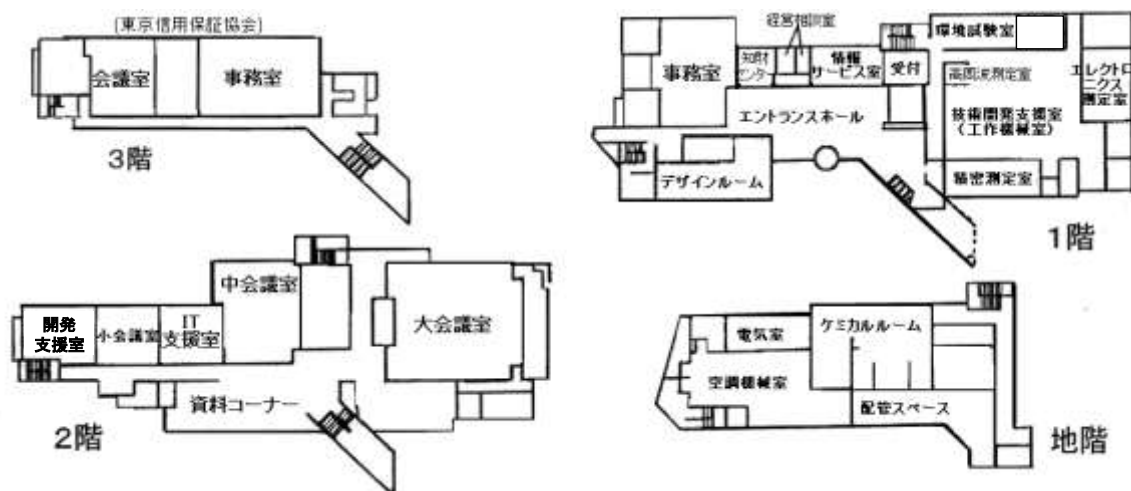 (東京信用保証協会)
会議室
事務室
3階
経営相談室
事務室
知財
センター
情報
サービス室
受付
環境試験室
高周波測定室
エレクトロ
ニクス
測定室
エントランスホール
技術開発支援室
(工作機械室)
デザインルーム
精密測定室
1階
中会議室
大会議室
開発
支援室
小会議室
IT
支援室
資料コーナー
2階
電気室
ケミカルルーム
空調機械室
配管スペース
地階